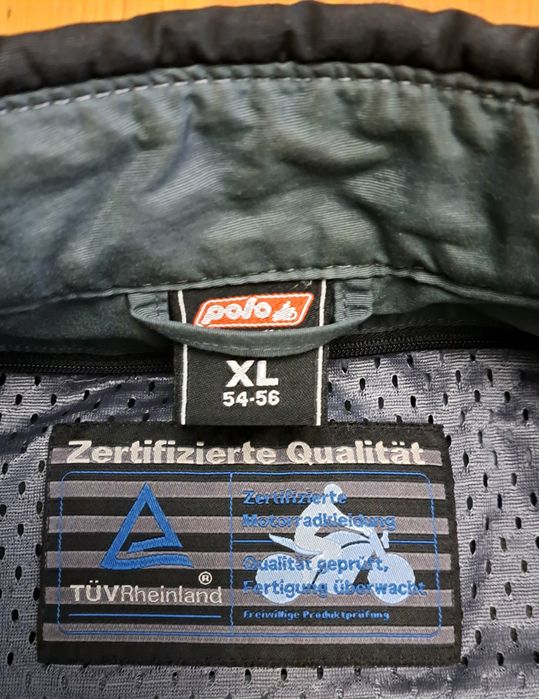 polo
XL
54-56
Zertifizierte Qualität
TÜVRheinland®
Zertifizierte
Motorradkleidung
Qualität geprüft,
Fertigung überwacht
Freiwillige Produktprüfung